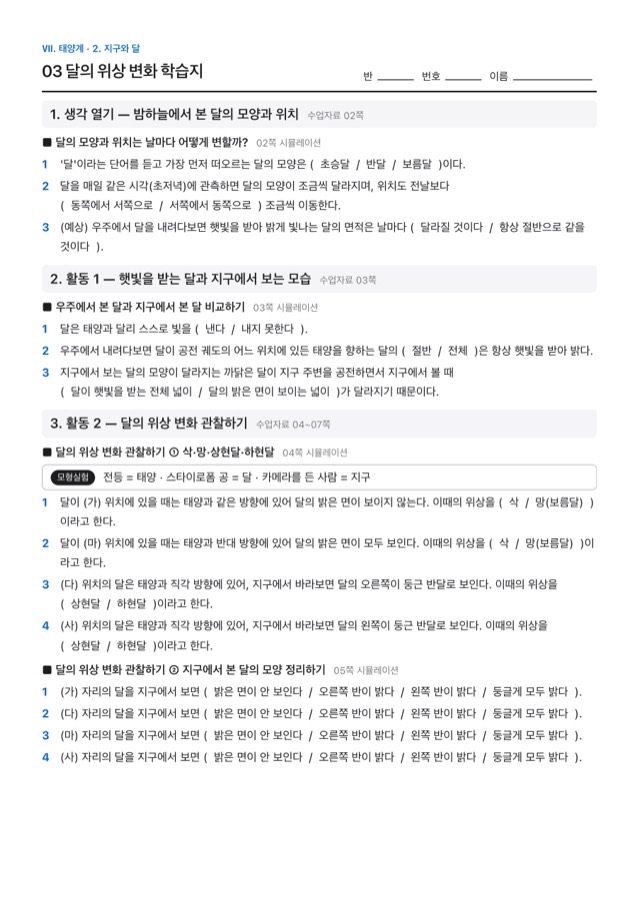 VII. 태양계 · 2. 지구와 달
03 달의 위상 변화 학습지
반 번호 이름
1. 생각 열기 — 밤하늘에서 본 달의 모양과 위치 수업자료 02쪽
■ 달의 모양과 위치는 날마다 어떻게 변할까? 02쪽 시뮬레이션
1 '달'이라는 단어를 듣고 가장 먼저 떠오르는 달의 모양은 ( 초승달 / 반달 / 보름달 )이다.
2 달을 매일 같은 시각(초저녁)에 관측하면 달의 모양이 조금씩 달라지며, 위치도 전날보다
( 동쪽에서 서쪽으로 / 서쪽에서 동쪽으로 ) 조금씩 이동한다.
3 (예상) 우주에서 달을 내려다보면 햇빛을 받아 밝게 빛나는 달의 면적은 날마다 ( 달라질 것이다 / 항상 절반으로 같을
것이다 ).
2. 활동 1 — 햇빛을 받는 달과 지구에서 보는 모습 수업자료 03쪽
■ 우주에서 본 달과 지구에서 본 달 비교하기 03쪽 시뮬레이션
1 달은 태양과 달리 스스로 빛을 ( 낸다 / 내지 못한다 ).
2 우주에서 내려다보면 달이 공전 궤도의 어느 위치에 있든 태양을 향하는 달의 ( 절반 / 전체 )은 항상 햇빛을 받아 밝다.
3 지구에서 보는 달의 모양이 달라지는 까닭은 달이 지구 주변을 공전하면서 지구에서 볼 때
( 달이 햇빛을 받는 전체 넓이 / 달의 밝은 면이 보이는 넓이 )가 달라지기 때문이다.
3. 활동 2 — 달의 위상 변화 관찰하기 수업자료 04~07쪽
■ 달의 위상 변화 관찰하기 ① 삭·망·상현달·하현달 04쪽 시뮬레이션
모형실험 전등 = 태양 · 스타이로폼 공 = 달 · 카메라를 든 사람 = 지구
1 달이 (가) 위치에 있을 때는 태양과 같은 방향에 있어 달의 밝은 면이 보이지 않는다. 이때의 위상을 ( 삭 / 망(보름달) )
이라고 한다.
2 달이 (마) 위치에 있을 때는 태양과 반대 방향에 있어 달의 밝은 면이 모두 보인다. 이때의 위상을 ( 삭 / 망(보름달) )이
라고 한다.
3 (다) 위치의 달은 태양과 직각 방향에 있어, 지구에서 바라보면 달의 오른쪽이 둥근 반달로 보인다. 이때의 위상을
( 상현달 / 하현달 )이라고 한다.
4 (사) 위치의 달은 태양과 직각 방향에 있어, 지구에서 바라보면 달의 왼쪽이 둥근 반달로 보인다. 이때의 위상을
( 상현달 / 하현달 )이라고 한다.
■ 달의 위상 변화 관찰하기 ② 지구에서 본 달의 모양 정리하기 05쪽 시뮬레이션
1 (가) 자리의 달을 지구에서 보면 ( 밝은 면이 안 보인다 / 오른쪽 반이 밝다 / 왼쪽 반이 밝다 / 둥글게 모두 밝다 ).
2 (다) 자리의 달을 지구에서 보면 ( 밝은 면이 안 보인다 / 오른쪽 반이 밝다 / 왼쪽 반이 밝다 / 둥글게 모두 밝다 ).
3 (마) 자리의 달을 지구에서 보면 ( 밝은 면이 안 보인다 / 오른쪽 반이 밝다 / 왼쪽 반이 밝다 / 둥글게 모두 밝다 ).
4 (사) 자리의 달을 지구에서 보면 ( 밝은 면이 안 보인다 / 오른쪽 반이 밝다 / 왼쪽 반이 밝다 / 둥글게 모두 밝다 ).